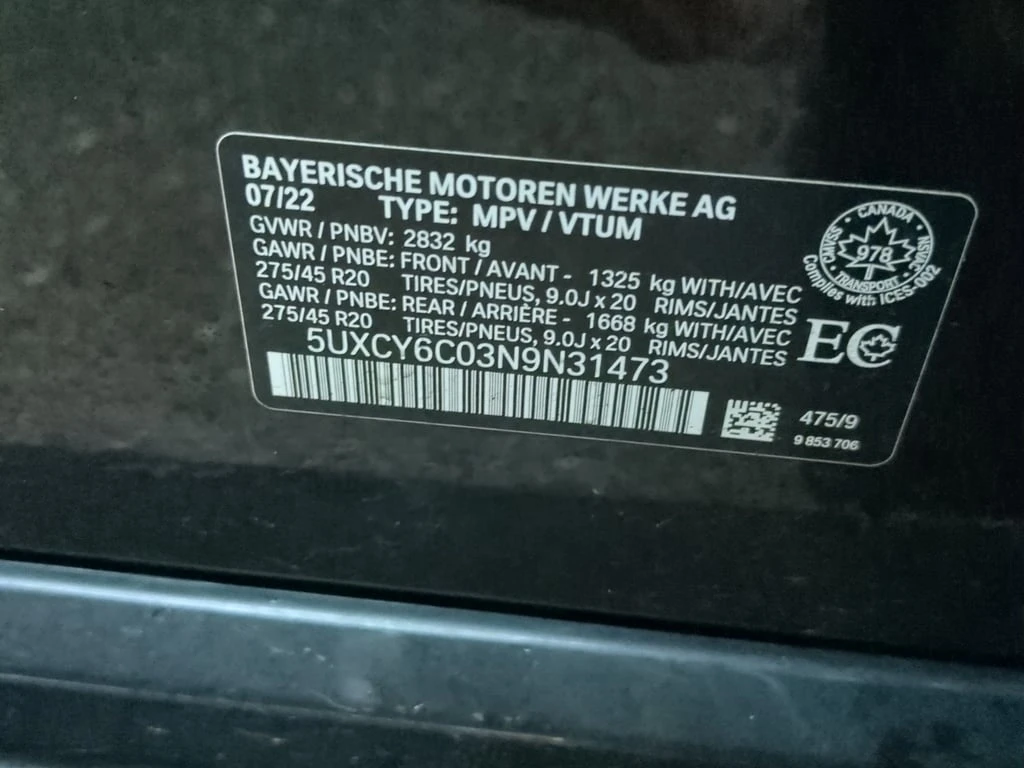 BAYERISCHE MOTOREN WERKE AG
07/22 TYPE: MPV / VTUM
GVWR / PNBV: 2832 kg
GAWR / PNBE: FRONT / AVANT - 1325 kg WITH/AVEC
275/45 R20 TIRES/PNEUS, 9.0J x 20 RIMS/JANTES
GAWR / PNBE: REAR / ARRIÈRE - 1668 kg WITH/AVEC
275/45 R20 TIRES/PNEUS, 9.0J x 20 RIMS/JANTES
5UXCY6C03N9N31473
CANADA
978
TRANSPORT
CMVSS
NSVAC
Complies with ICES-002
EC
475/9
9 853 706